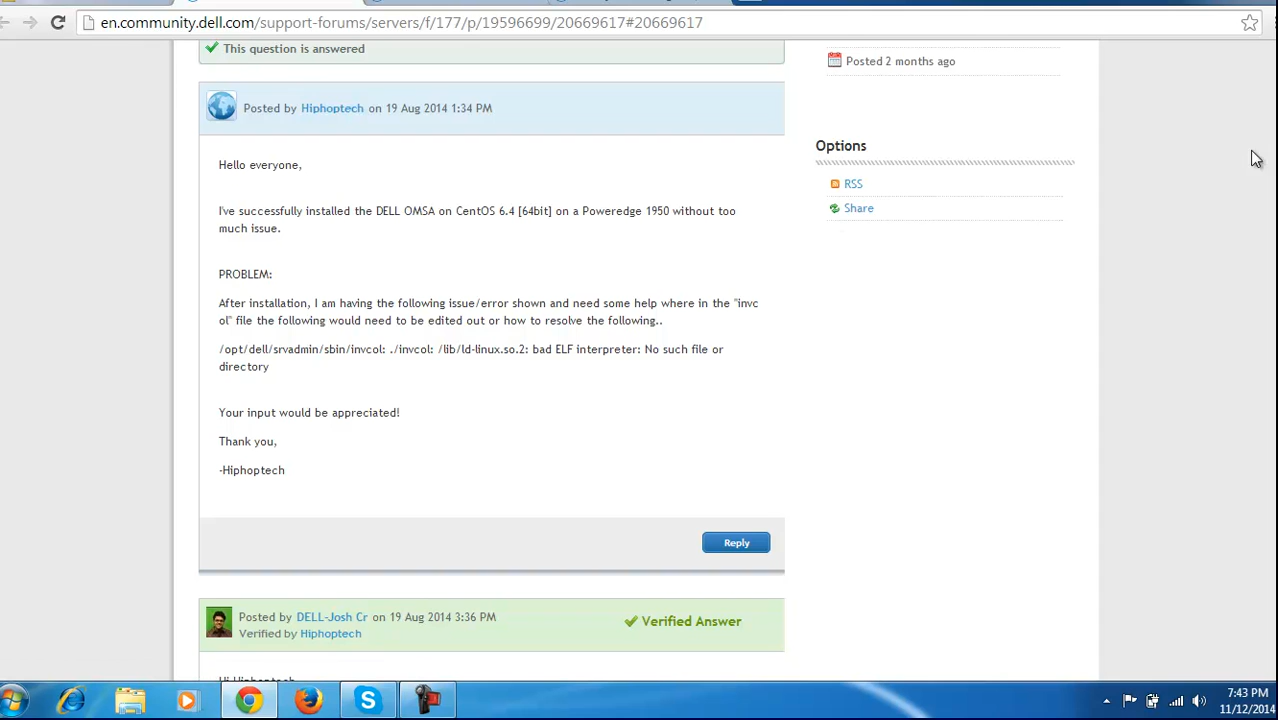 en.community.dell.com/support-forums/servers/f/177/p/19596699/20669617#20669617
This question is answered
Posted 2 months ago
Posted by Hiphoptech on 19 Aug 2014 1:34 PM
Options
RSS
Share
Hello everyone,
I've successfully installed the DELL OMSA on CentOS 6.4 [64bit] on a Poweredge 1950 without too
much issue.
PROBLEM:
After installation, I am having the following issue/error shown and need some help where in the "invc
ol" file the following would need to be edited out or how to resolve the following..
/opt/dell/srvadmin/sbin/invcol: ./invcol: /lib/ld-linux.so.2: bad ELF interpreter: No such file or
directory
Your input would be appreciated!
Thank you,
-Hiphoptech
Reply
Posted by DELL-Josh Cr on 19 Aug 2014 3:36 PM
Verified by Hiphoptech
Verified Answer
Hi Hiphoptech
7:43 PM
11/12/2014